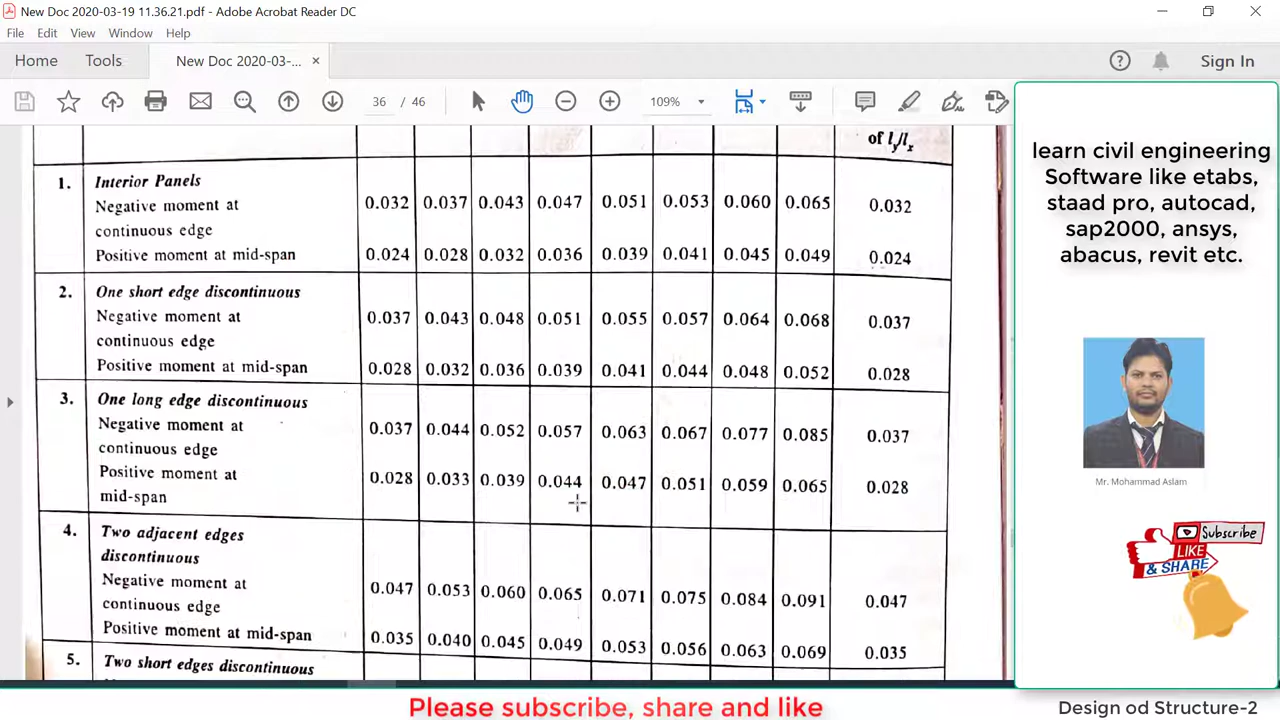 New Doc 2020-03-19 11.36.21.pdf - Adobe Acrobat Reader DC
File Edit View Window Help
Home Tools New Doc 2020-03-... × Sign In
36 / 46 109%
of ly/lx
1. Interior Panels
Negative moment at 0.032 0.037 0.043 0.047 0.051 0.053 0.060 0.065 0.032
continuous edge
Positive moment at mid-span 0.024 0.028 0.032 0.036 0.039 0.041 0.045 0.049 0.024
2. One short edge discontinuous
Negative moment at 0.037 0.043 0.048 0.051 0.055 0.057 0.064 0.068 0.037
continuous edge
Positive moment at mid-span 0.028 0.032 0.036 0.039 0.041 0.044 0.048 0.052 0.028
3. One long edge discontinuous
Negative moment at 0.037 0.044 0.052 0.057 0.063 0.067 0.077 0.085 0.037
continuous edge
Positive moment at 0.028 0.033 0.039 0.044 0.047 0.051 0.059 0.065 0.028
mid-span
4. Two adjacent edges
discontinuous
Negative moment at 0.047 0.053 0.060 0.065 0.071 0.075 0.084 0.091 0.047
continuous edge
Positive moment at mid-span 0.035 0.040 0.045 0.049 0.053 0.056 0.063 0.069 0.035
5. Two short edges discontinuous
learn civil engineering
Software like etabs,
staad pro, autocad,
sap2000, ansys,
abacus, revit etc.
Mr. Mohammad Aslam
Subscribe
LIKE
& SHARE
Please subscribe, share and like
Design od Structure-2